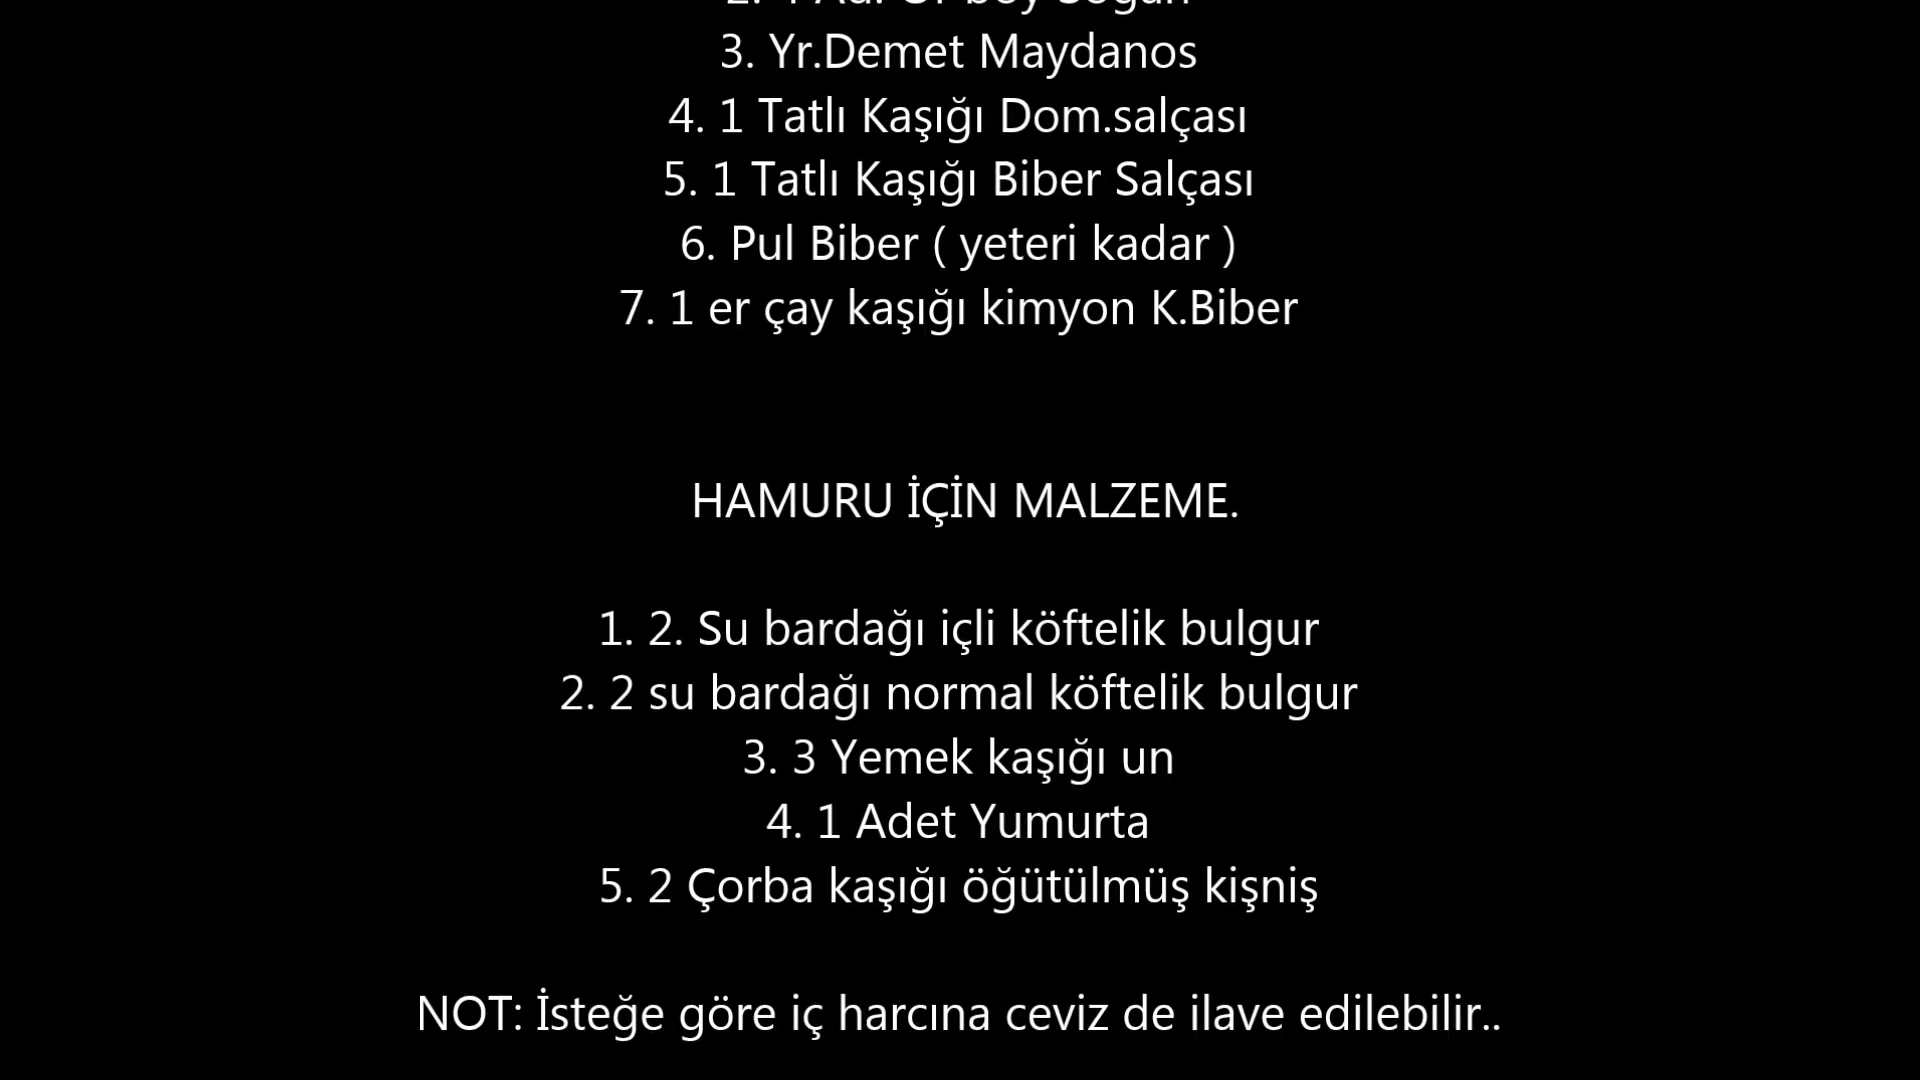 3. Yr.Demet Maydanos
4. 1 Tatlı Kaşığı Dom.salçası
5. 1 Tatlı Kaşığı Biber Salçası
6. Pul Biber ( yeteri kadar )
7. 1 er çay kaşığı kimyon K.Biber
HAMURU İÇİN MALZEME.
1. 2. Su bardağı içli köftelik bulgur
2. 2 su bardağı normal köftelik bulgur
3. 3 Yemek kaşığı un
4. 1 Adet Yumurta
5. 2 Çorba kaşığı öğütülmüş kişniş
NOT: İsteğe göre iç harcına ceviz de ilave edilebilir..